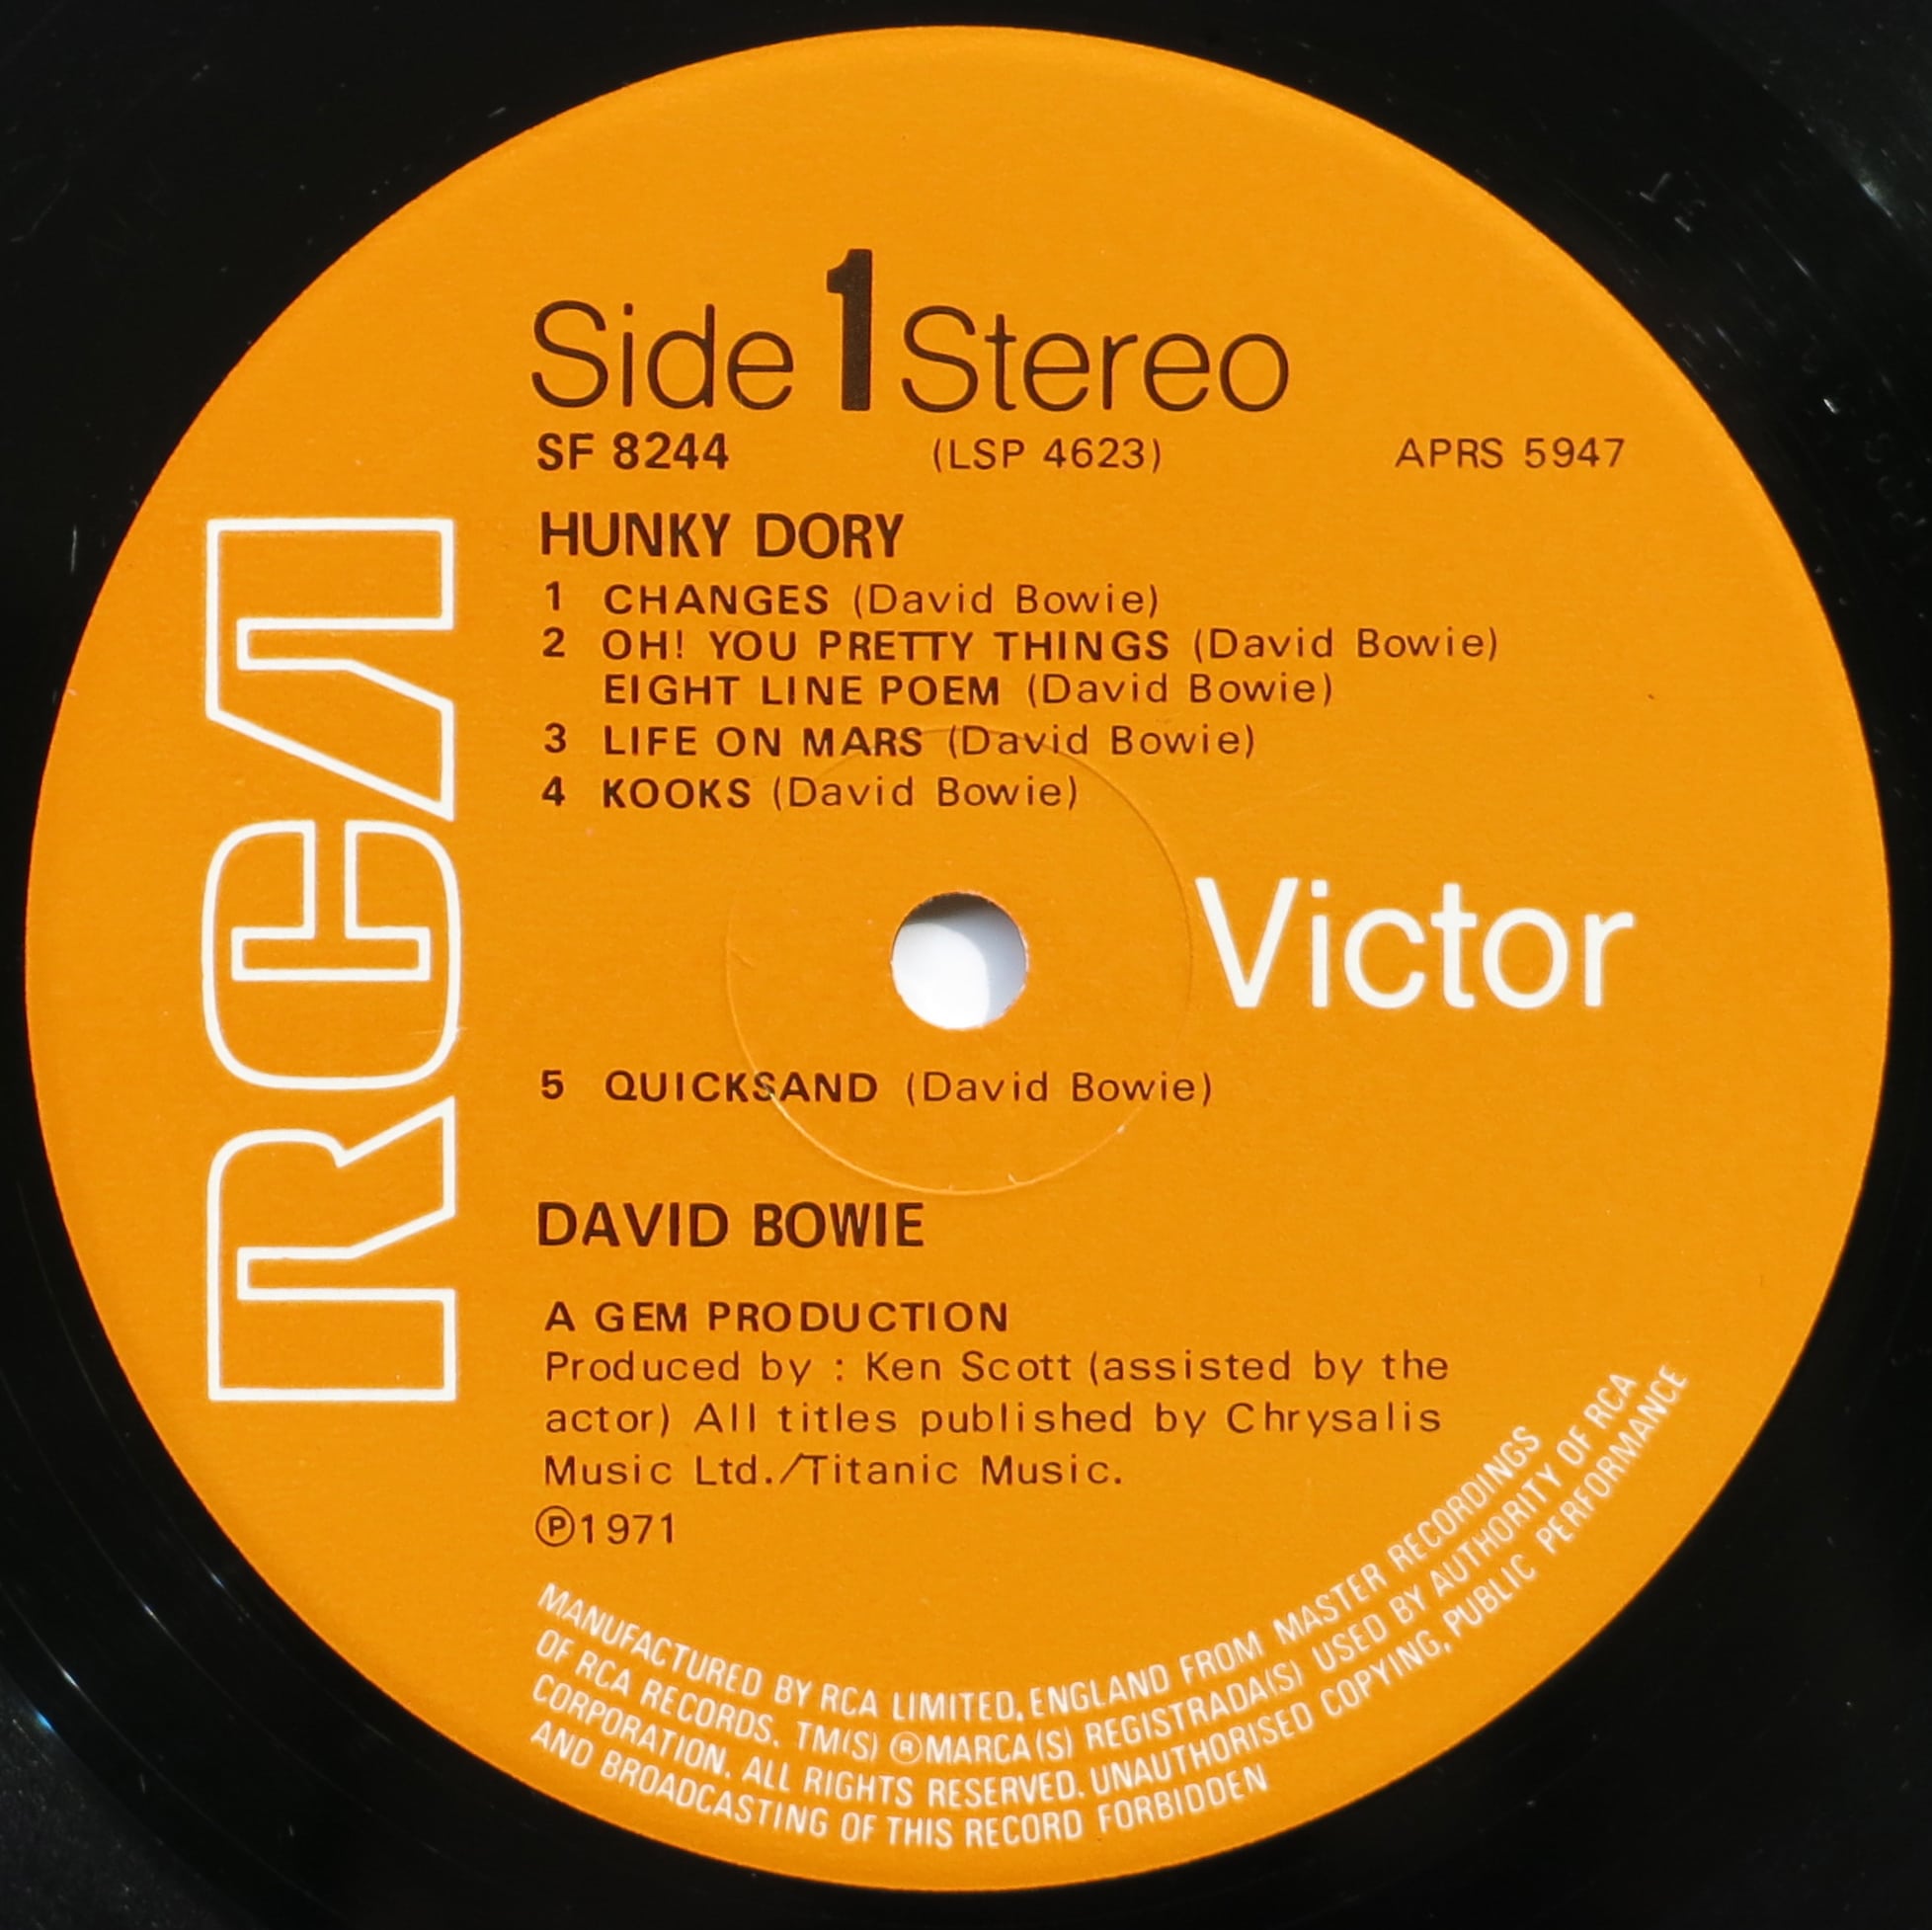 Side 1 Stereo
SF 8244 (LSP 4623) APRS 5947
HUNKY DORY
1 CHANGES (David Bowie)
2 OH! YOU PRETTY THINGS (David Bowie)
EIGHT LINE POEM (David Bowie)
3 LIFE ON MARS (David Bowie)
4 KOOKS (David Bowie)
RCA
Victor
5 QUICKSAND (David Bowie)
DAVID BOWIE
A GEM PRODUCTION
Produced by : Ken Scott (assisted by the
actor) All titles published by Chrysalis
Music Ltd./Titanic Music.
℗1971
MANUFACTURED BY RCA LIMITED, ENGLAND FROM MASTER RECORDINGS
OF RCA RECORDS. TM(S) ®MARCA(S) REGISTRADA(S) USED BY AUTHORITY OF RCA
CORPORATION. ALL RIGHTS RESERVED. UNAUTHORISED COPYING, PUBLIC PERFORMANCE
AND BROADCASTING OF THIS RECORD FORBIDDEN